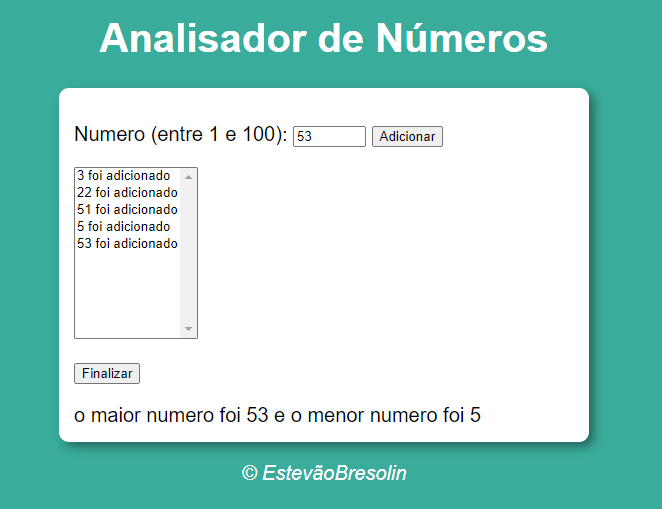 Analisador de Números
Numero (entre 1 e 100): 53 Adicionar
3 foi adicionado
22 foi adicionado
51 foi adicionado
5 foi adicionado
53 foi adicionado
Finalizar
o maior numero foi 53 e o menor numero foi 5
© EstevãoBresolin